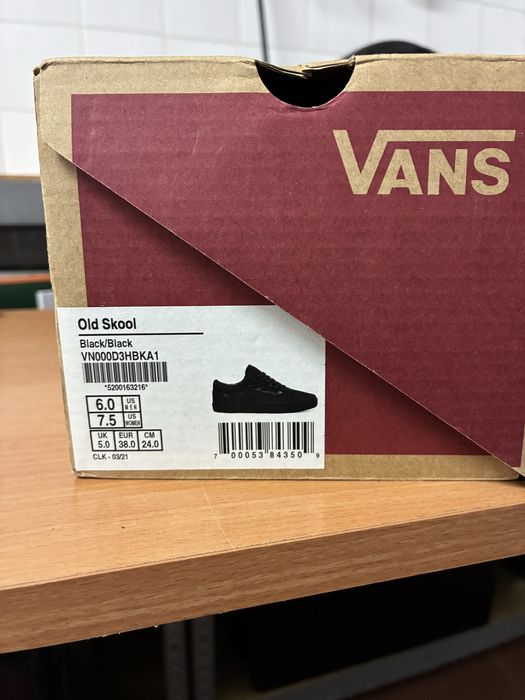 VANS
Old Skool
Black/Black
VN000D3HBKA1
*5200163216*
6.0 US MEN
7.5 US WOMEN
UK EUR CM
5.0 38.0 24.0
CLK - 03/21
7 00053 84350 9